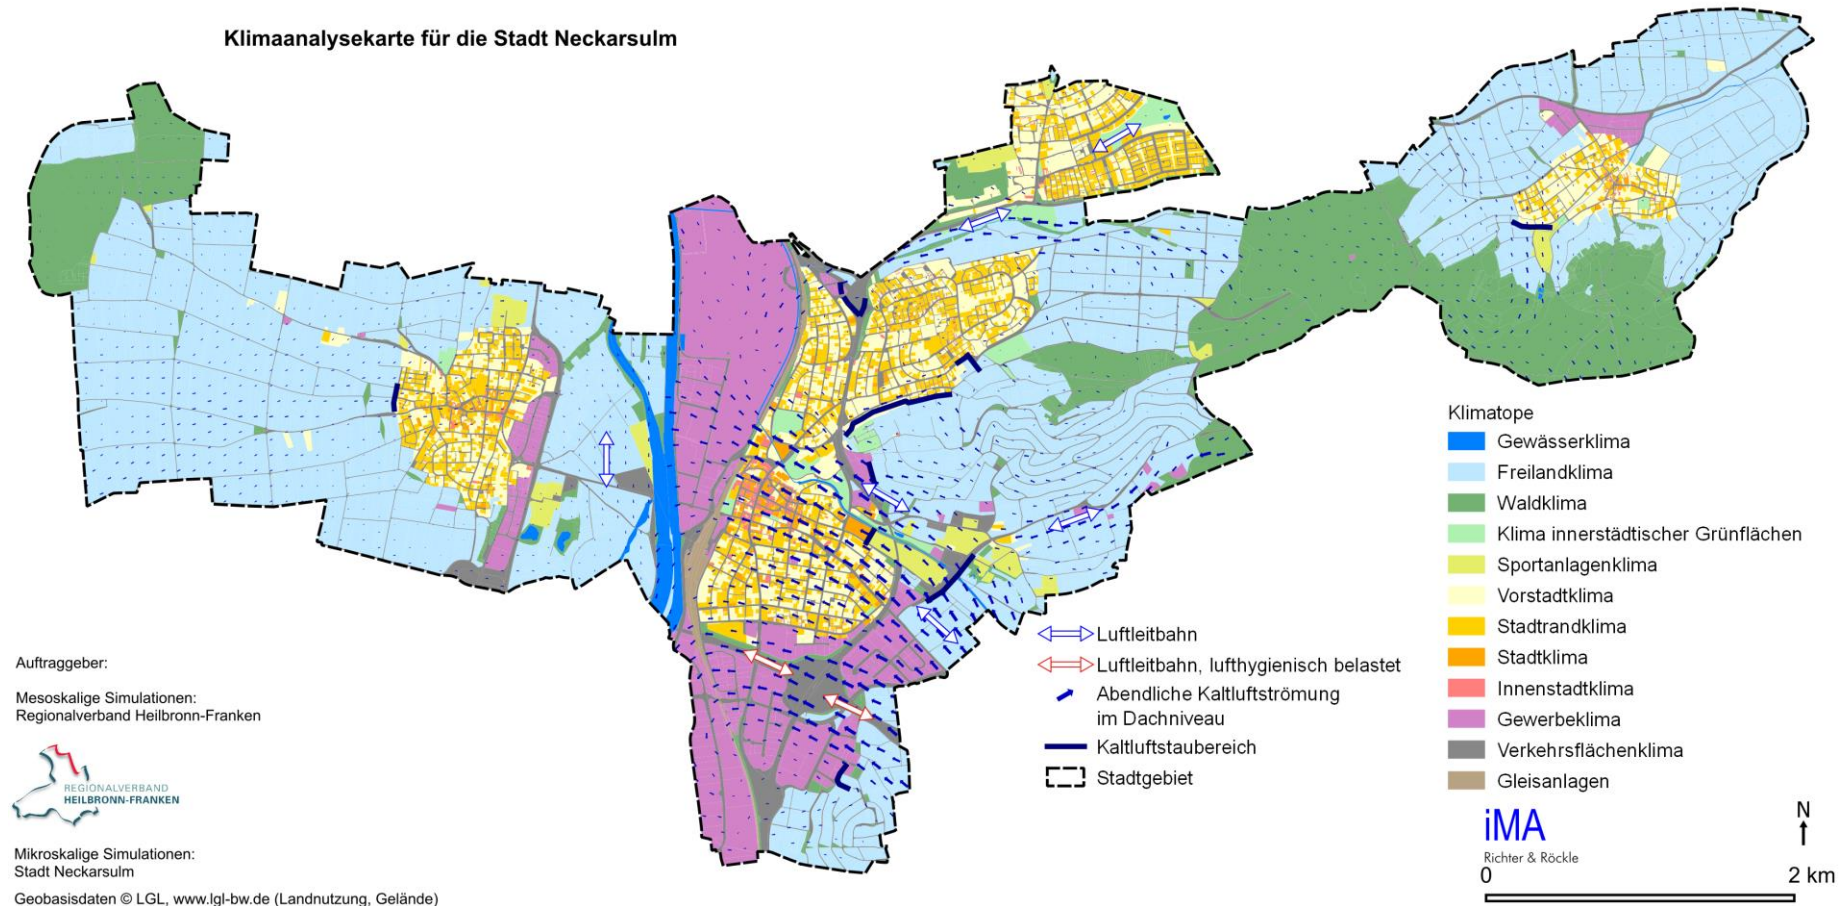 Klimaanalysekarte für die Stadt Neckarsulm
Klimatope
Gewässerklima
Freilandklima
Waldklima
Klima innerstädtischer Grünflächen
Sportanlagenklima
Vorstadtklima
Stadtrandklima
Stadtklima
Innenstadtklima
Gewerbeklima
Verkehrsflächenklima
Gleisanlagen
Luftleitbahn
Luftleitbahn, lufthygienisch belastet
Abendliche Kaltluftströmung
im Dachniveau
Kaltluftstaubereich
Stadtgebiet
Auftraggeber:
Mesoskalige Simulationen:
Regionalverband Heilbronn-Franken
REGIONALVERBAND
HEILBRONN-FRANKEN
Mikroskalige Simulationen:
Stadt Neckarsulm
Geobasisdaten © LGL, www.lgl-bw.de (Landnutzung, Gelände)
iMA
Richter & Röckle
N
0 2 km